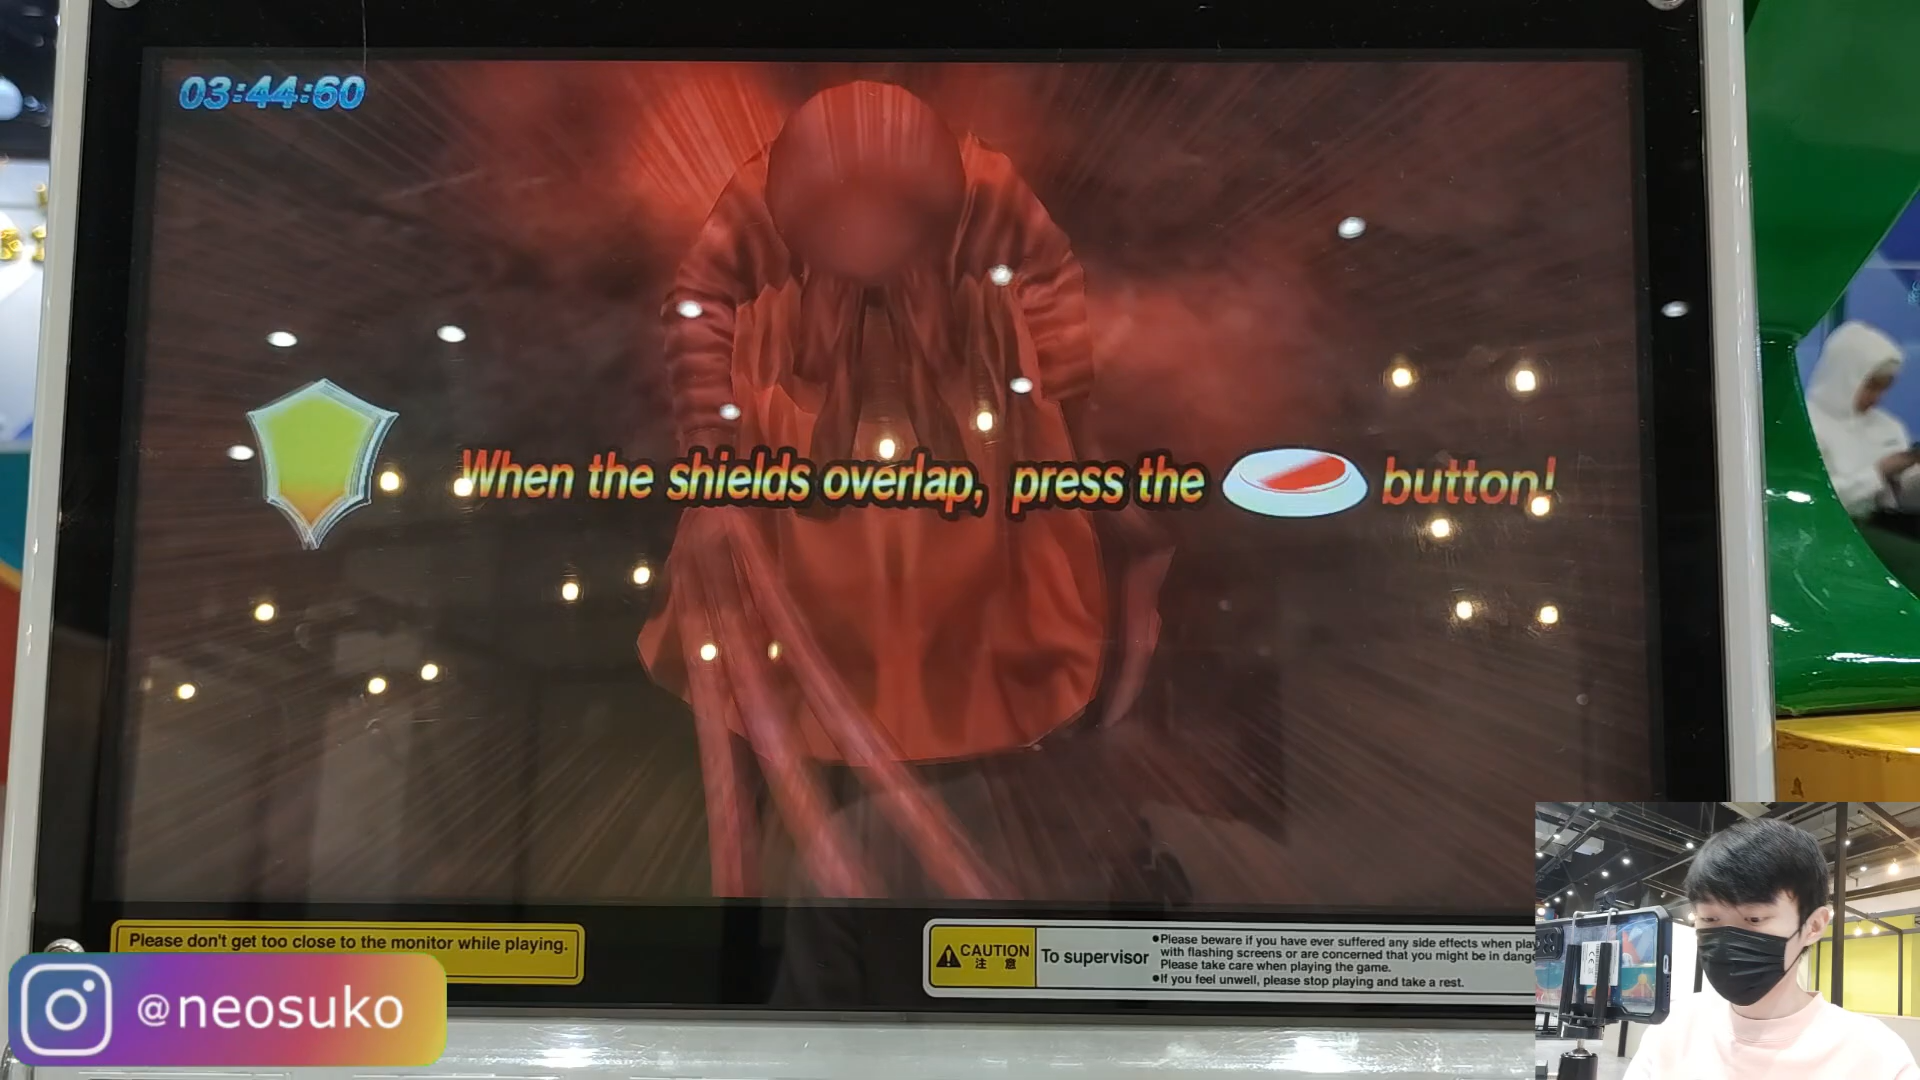 03:44:60
When the shields overlap, press the button!
Please don't get too close to the monitor while playing.
CAUTION
注 意
To supervisor
•Please beware if you have ever suffered any side effects when
with flashing screens or are concerned that you might be in
Please take care when playing the game.
•If you feel unwell, please stop playing and take a rest.
@neosuko